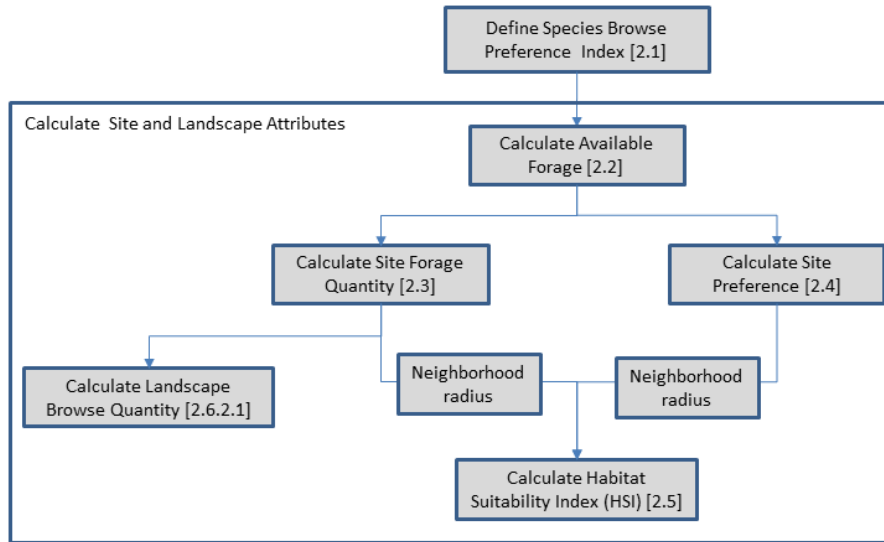 Define Species Browse
Preference Index [2.1]
Calculate Site and Landscape Attributes
Calculate Available
Forage [2.2]
Calculate Site Forage
Quantity [2.3]
Calculate Site
Preference [2.4]
Calculate Landscape
Browse Quantity [2.6.2.1]
Neighborhood
radius
Neighborhood
radius
Calculate Habitat
Suitability Index (HSI) [2.5]